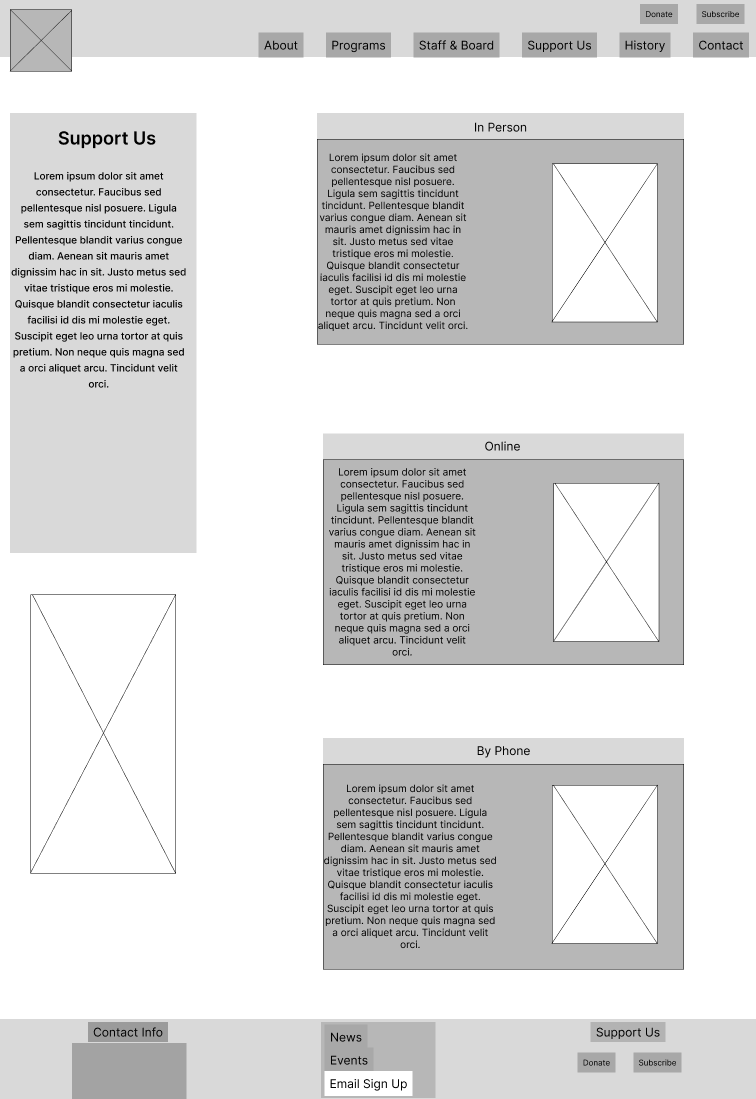 Donate
Subscribe
About
Programs
Staff & Board
Support Us
History
Contact
Support Us
Lorem ipsum dolor sit amet
consectetur. Faucibus sed
pellentesque nisl posuere. Ligula
sem sagittis tincidunt tincidunt.
Pellentesque blandit varius congue
diam. Aenean sit mauris amet
dignissim hac in sit. Justo metus sed
vitae tristique eros mi molestie.
Quisque blandit consectetur iaculis
facilisi id dis mi molestie eget.
Suscipit eget leo urna tortor at quis
pretium. Non neque quis magna sed
a orci aliquet arcu. Tincidunt velit
orci.
In Person
Lorem ipsum dolor sit amet
consectetur. Faucibus sed
pellentesque nisl posuere.
Ligula sem sagittis tincidunt
tincidunt. Pellentesque blandit
varius congue diam. Aenean sit
mauris amet dignissim hac in
sit. Justo metus sed vitae
tristique eros mi molestie.
Quisque blandit consectetur
iaculis facilisi id dis mi molestie
eget. Suscipit eget leo urna
tortor at quis pretium. Non
neque quis magna sed a orci
aliquet arcu. Tincidunt velit orci.
Online
Lorem ipsum dolor sit amet
consectetur. Faucibus sed
pellentesque nisl posuere.
Ligula sem sagittis tincidunt
tincidunt. Pellentesque blandit
varius congue diam. Aenean sit
mauris amet dignissim hac in
sit. Justo metus sed vitae
tristique eros mi molestie.
Quisque blandit consectetur
iaculis facilisi id dis mi molestie
eget. Suscipit eget leo urna
tortor at quis pretium. Non
neque quis magna sed a orci
aliquet arcu. Tincidunt velit
orci.
By Phone
Lorem ipsum dolor sit amet
consectetur. Faucibus sed
pellentesque nisl posuere. Ligula
sem sagittis tincidunt tincidunt.
Pellentesque blandit varius congue
diam. Aenean sit mauris amet
dignissim hac in sit. Justo metus sed
vitae tristique eros mi molestie.
Quisque blandit consectetur iaculis
facilisi id dis mi molestie eget.
Suscipit eget leo urna tortor at quis
pretium. Non neque quis magna sed
a orci aliquet arcu. Tincidunt velit
orci.
Contact Info
News
Events
Email Sign Up
Support Us
Donate
Subscribe